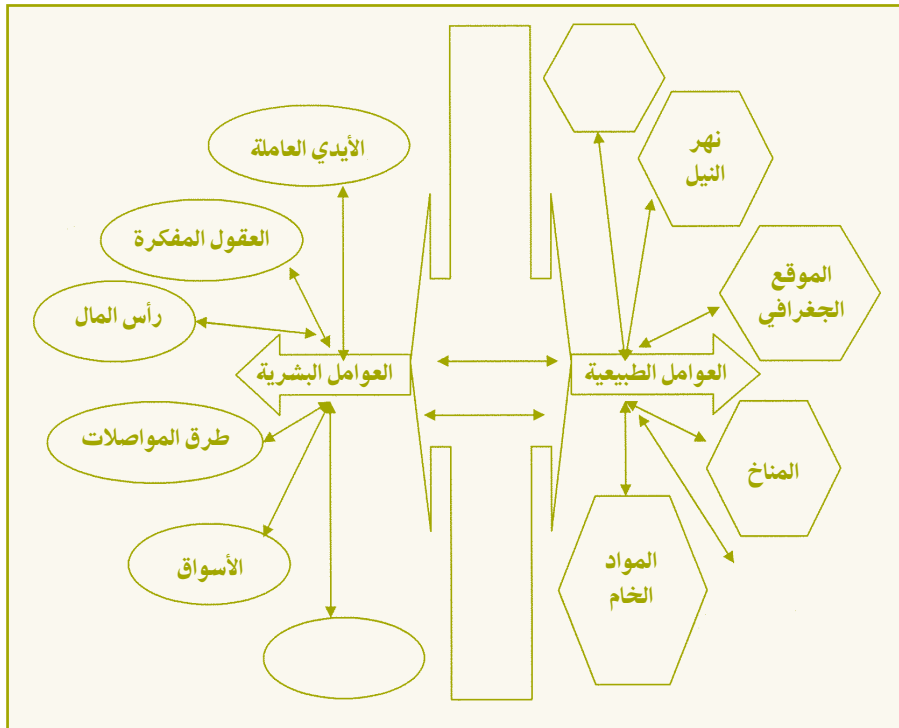 نهر
النيل
الموقع
الجغرافي
العوامل الطبيعية
المناخ
المواد
الخام
الأيدي العاملة
العقول المفكرة
رأس المال
العوامل البشرية
طرق المواصلات
الأسواق